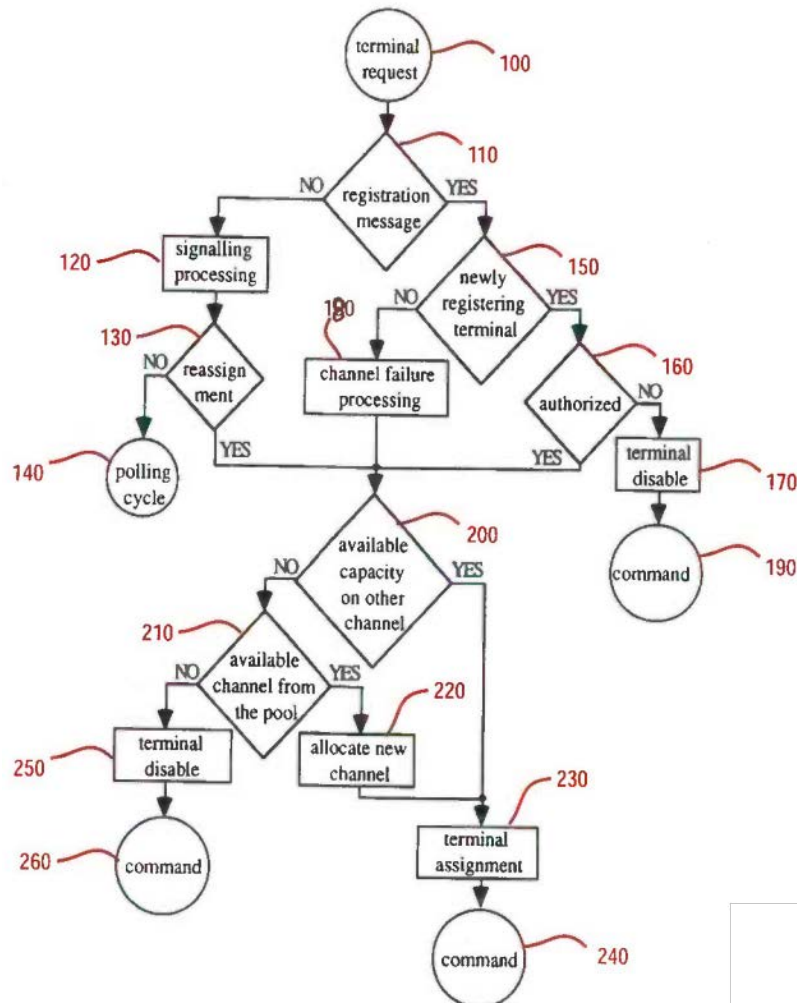 terminal
request
100
110
NO
registration
message
YES
120
signalling
processing
150
newly
registering
terminal
NO
YES
130
reassign
ment
NO
YES
180
channel failure
processing
160
authorized
NO
YES
140
polling
cycle
terminal
disable
170
200
available
capacity
on other
channel
NO
YES
command
190
210
available
channel from
the pool
NO
YES
220
250
terminal
disable
allocate new
channel
230
terminal
assignment
260
command
command
240